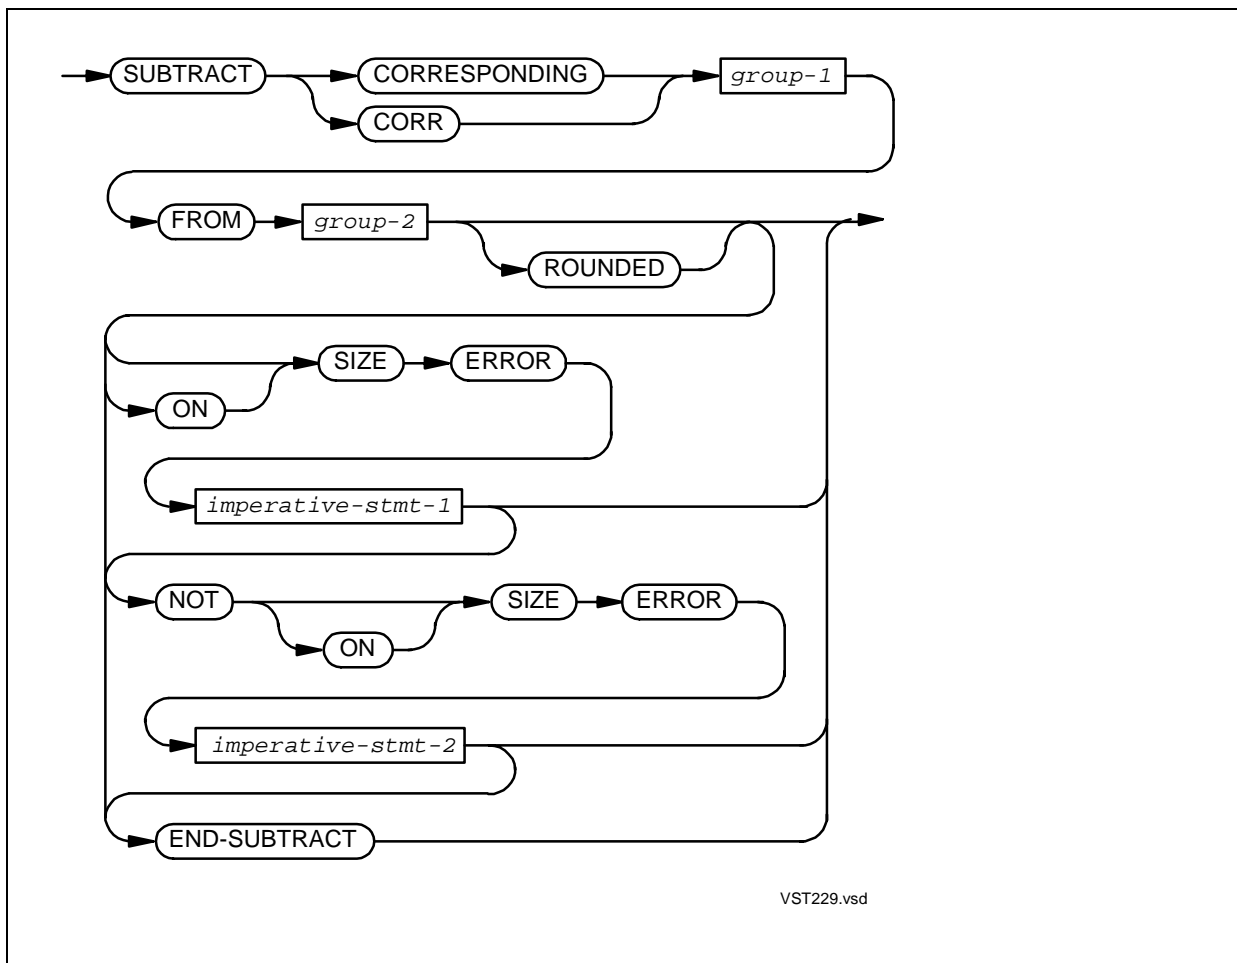 SUBTRACT CORRESPONDING group-1
CORR
FROM group-2
ROUNDED
SIZE ERROR
ON
imperative-stmt-1
NOT SIZE ERROR
ON
imperative-stmt-2
END-SUBTRACT
VST229.vsd